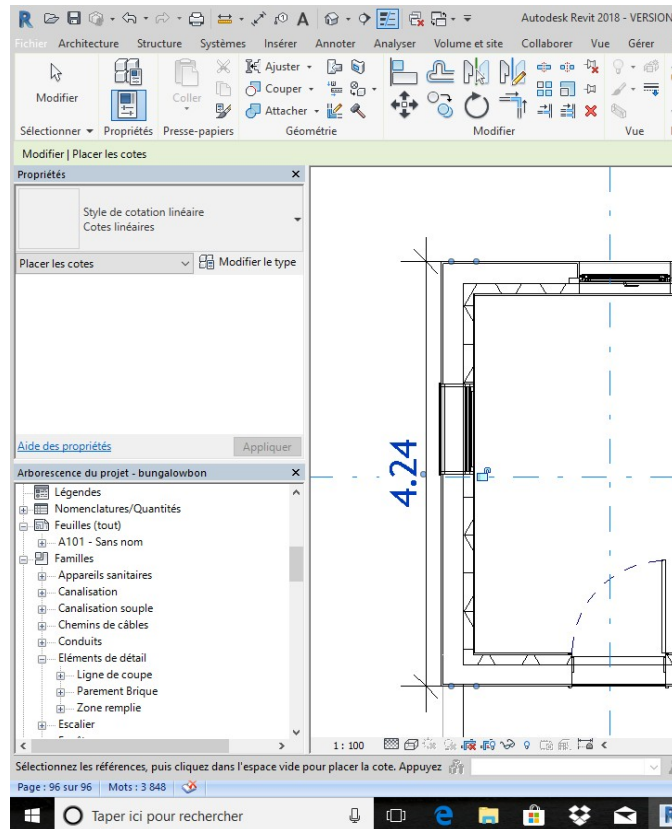 Autodesk Revit 2018 - VERSION
Fichier Architecture Structure Systèmes Insérer Annoter Analyser Volume et site Collaborer Vue Gérer
Modifier
Coller
Ajuster
Couper
Attacher
Sélectionner Propriétés Presse-papiers Géométrie Modifier Vue
Modifier | Placer les cotes
Propriétés
Style de cotation linéaire
Cotes linéaires
Placer les cotes
Modifier le type
Aide des propriétés
Appliquer
Arborescence du projet - bungalowbon
Légendes
Nomenclatures/Quantités
Feuilles (tout)
A101 - Sans nom
Familles
Appareils sanitaires
Canalisation
Canalisation souple
Chemins de câbles
Conduits
Eléments de détail
Ligne de coupe
Parement Brique
Zone remplie
Escalier
4.24
1 : 100
Sélectionnez les références, puis cliquez dans l'espace vide pour placer la cote. Appuyez
Page : 96 sur 96 Mots : 3 848
Taper ici pour rechercher